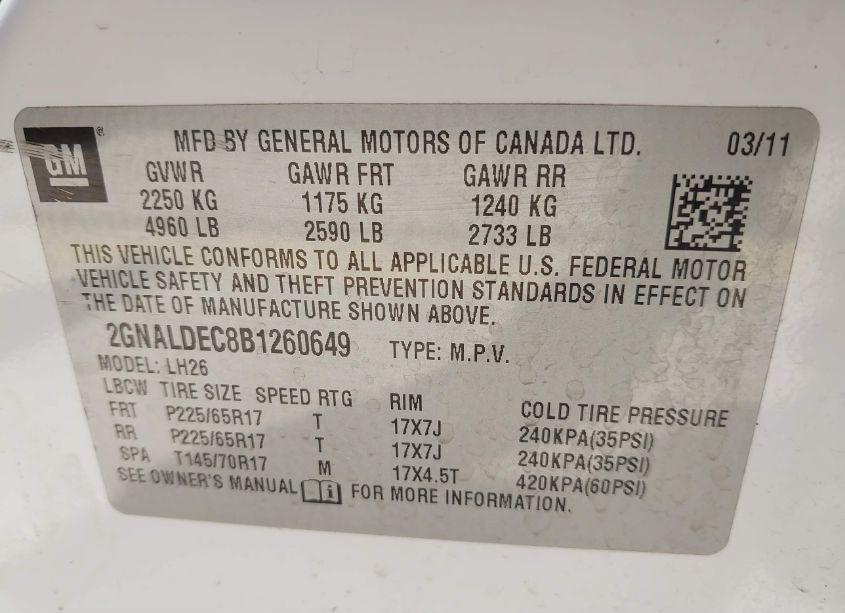 GM ®
MFD BY GENERAL MOTORS OF CANADA LTD. 03/11
GVWR GAWR FRT GAWR RR
2250 KG 1175 KG 1240 KG
4960 LB 2590 LB 2733 LB
THIS VEHICLE CONFORMS TO ALL APPLICABLE U.S. FEDERAL MOTOR
VEHICLE SAFETY AND THEFT PREVENTION STANDARDS IN EFFECT ON
THE DATE OF MANUFACTURE SHOWN ABOVE.
2GNALDEC8B1260649 TYPE: M.P.V.
MODEL: LH26
LBCW TIRE SIZE SPEED RTG RIM COLD TIRE PRESSURE
FRT P225/65R17 T 17X7J 240KPA(35PSI)
RR P225/65R17 T 17X7J 240KPA(35PSI)
SPA T145/70R17 M 17X4.5T 420KPA(60PSI)
SEE OWNER'S MANUAL FOR MORE INFORMATION.